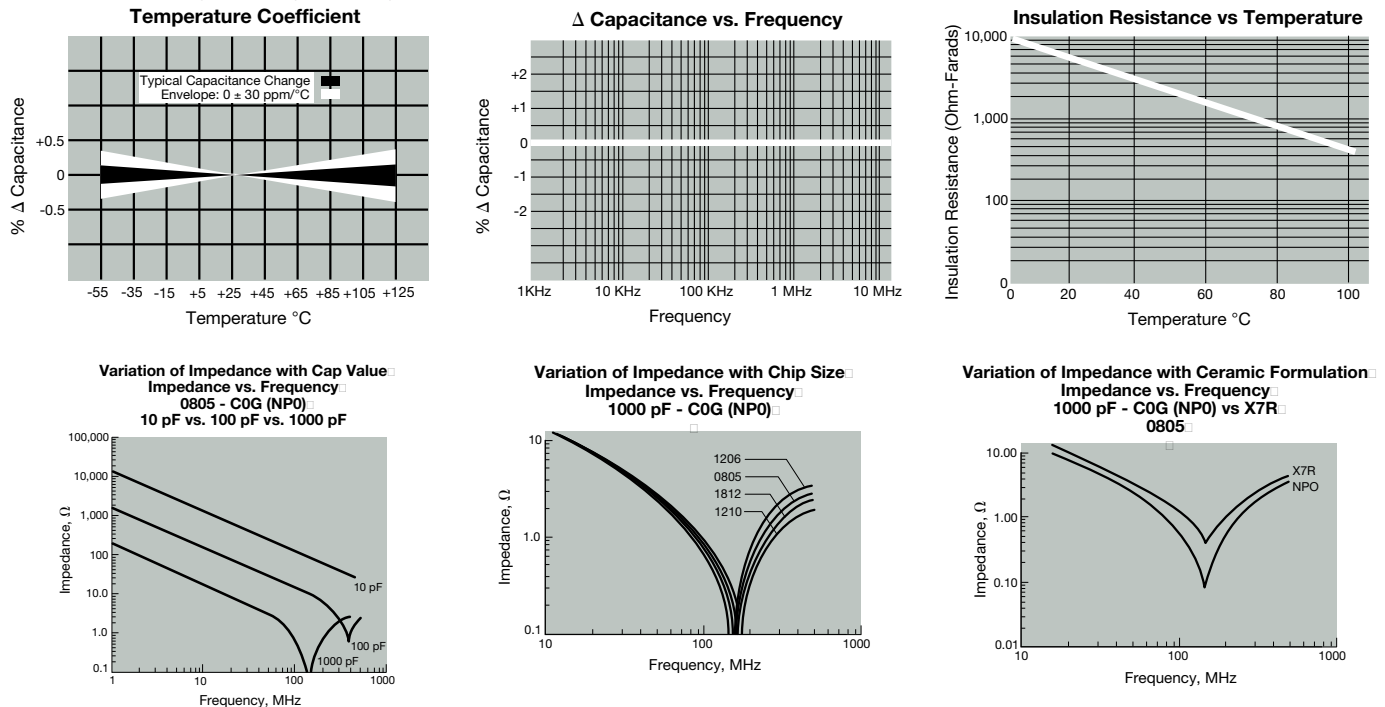 Temperature Coefficient
Typical Capacitance Change
Envelope: 0 ± 30 ppm/°C
% Δ Capacitance
+0.5
0
-0.5
-55 -35 -15 +5 +25 +45 +65 +85 +105 +125
Temperature °C
Δ Capacitance vs. Frequency
% Δ Capacitance
+2
+1
0
-1
-2
1KHz 10 KHz 100 KHz 1 MHz 10 MHz
Frequency
Insulation Resistance vs Temperature
Insulation Resistance (Ohm-Farads)
10,000
1,000
100
0
0 20 40 60 80 100
Temperature °C
Variation of Impedance with Cap Value
Impedance vs. Frequency
0805 - C0G (NP0)
10 pF vs. 100 pF vs. 1000 pF
Impedance, Ω
100,000
10,000
1,000
100
10.0
1.0
0.1
10 pF
100 pF
1000 pF
1 10 100 1000
Frequency, MHz
Variation of Impedance with Chip Size
Impedance vs. Frequency
1000 pF - C0G (NP0)
Impedance, Ω
10
1.0
0.1
1206
0805
1812
1210
10 100 1000
Frequency, MHz
Variation of Impedance with Ceramic Formulation
Impedance vs. Frequency
1000 pF - C0G (NP0) vs X7R
0805
Impedance, Ω
10.00
1.00
0.10
0.01
X7R
NPO
10 100 1000
Frequency, MHz